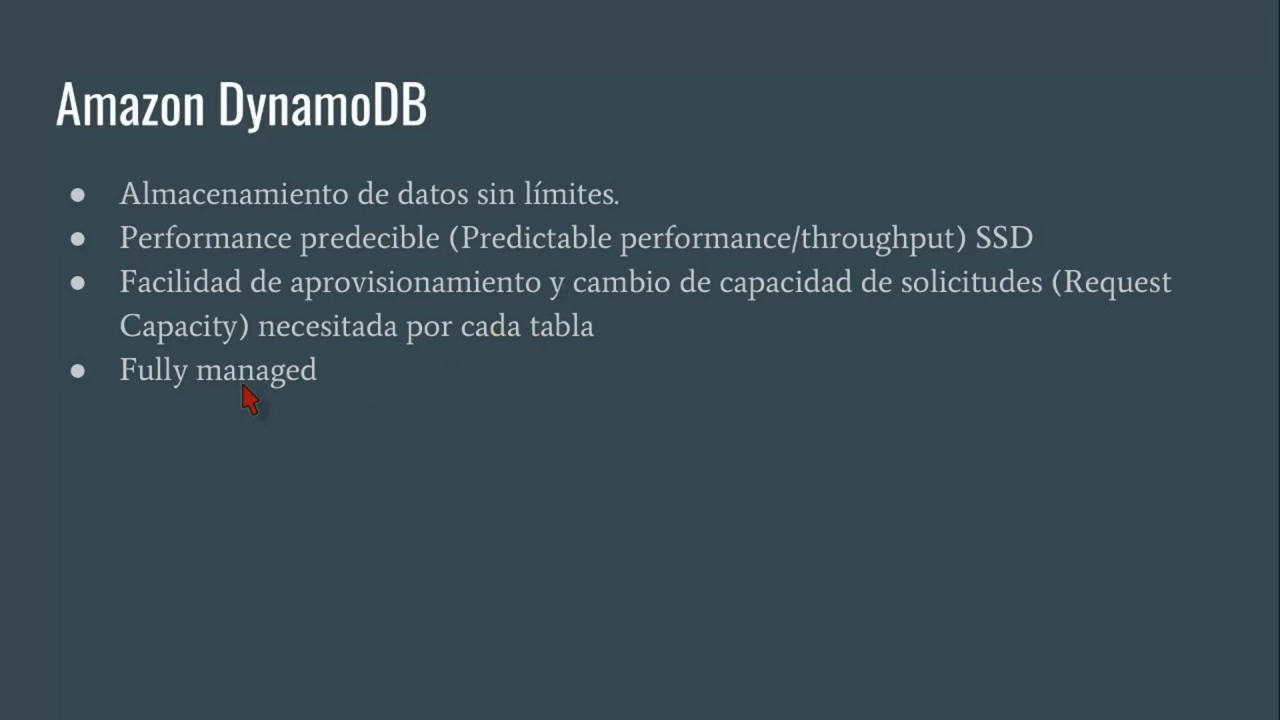 Amazon DynamoDB
● Almacenamiento de datos sin límites.
● Performance predecible (Predictable performance/throughput) SSD
● Facilidad de aprovisionamiento y cambio de capacidad de solicitudes (Request
Capacity) necesitada por cada tabla
● Fully managed